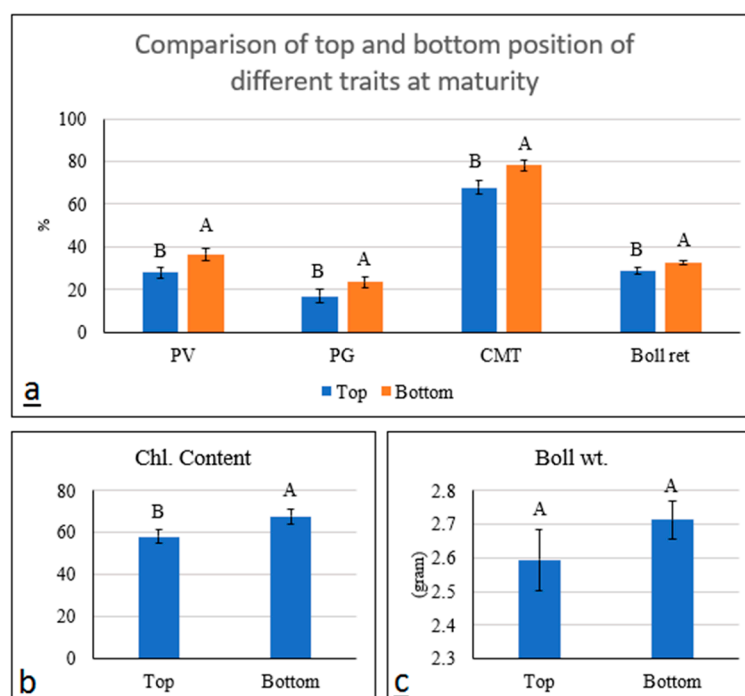 Comparison of top and bottom position of
different traits at maturity
100
80
60
40
20
0
%
B
A
B
A
B
A
B
A
PV
PG
CMT
Boll ret
Top
Bottom
a
Chl. Content
80
60
40
20
0
B
A
Top
Bottom
b
Boll wt.
2.8
2.7
2.6
2.5
2.4
2.3
(gram)
A
A
Top
Bottom
c